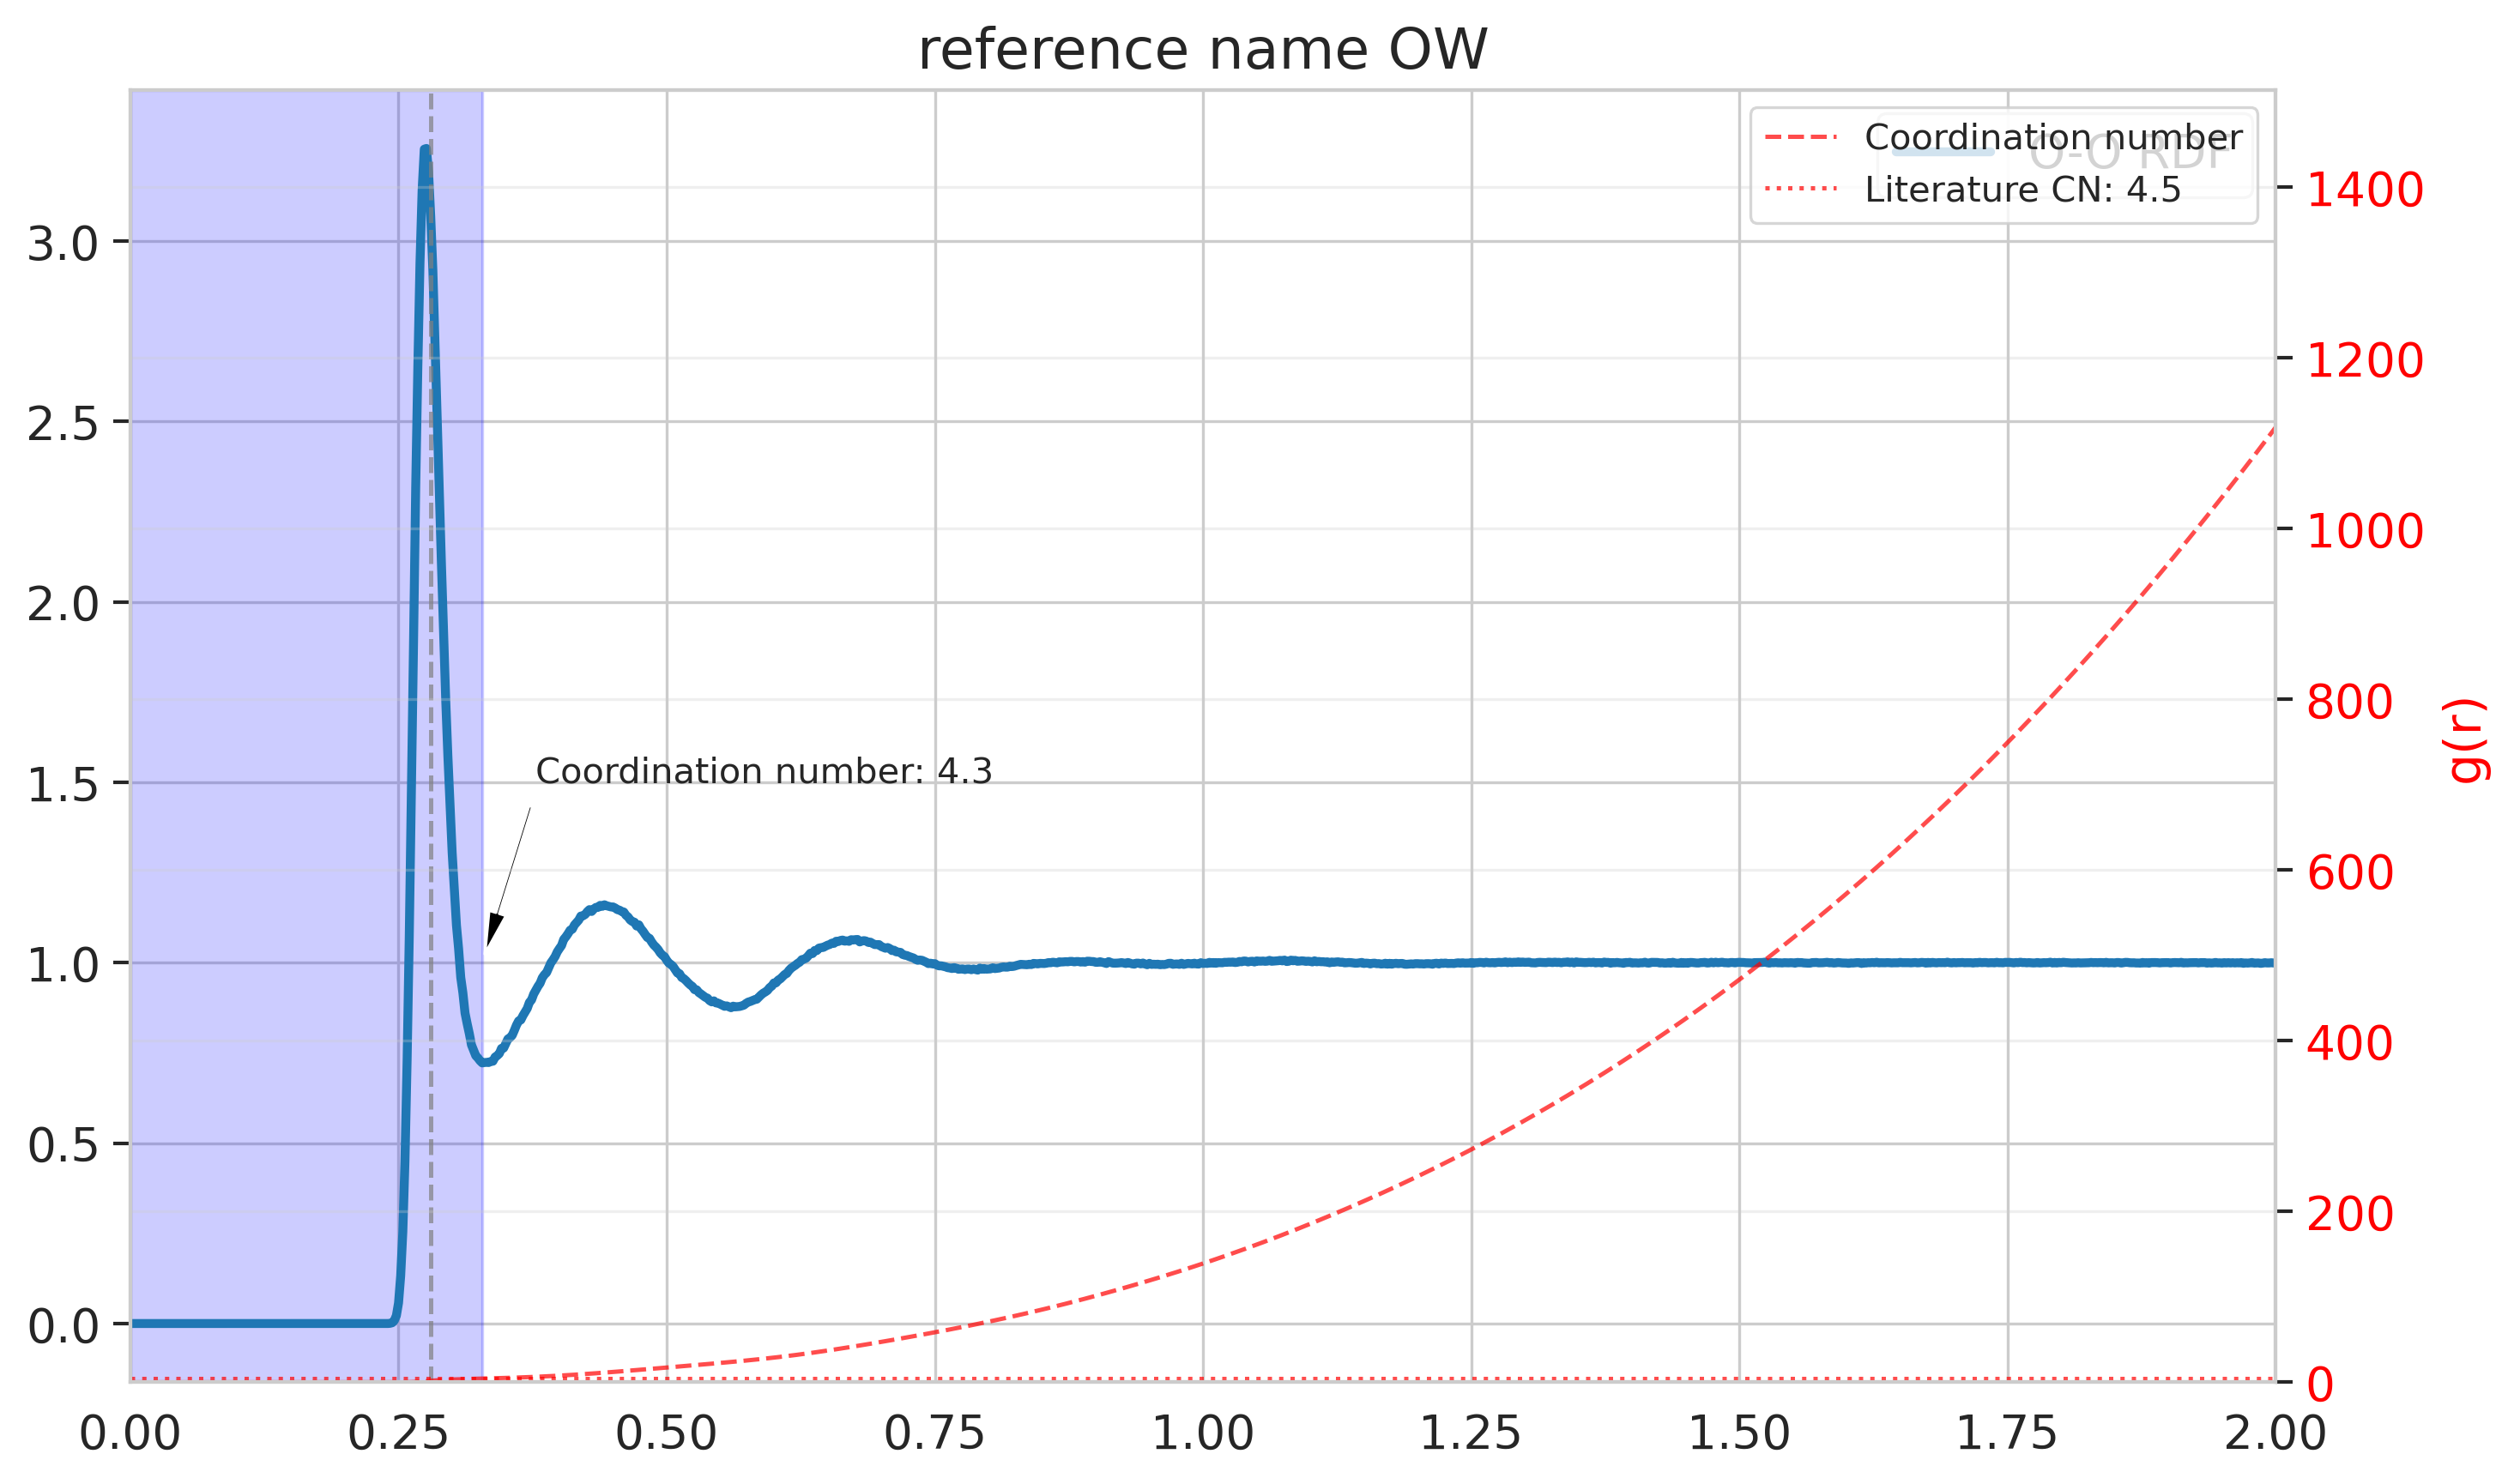 reference name OW
Coordination number
O-O RDF
Literature CN: 4.5
Coordination number: 4.3
3.0
2.5
2.0
1.5
1.0
0.5
0.0
1400
1200
1000
800
600
400
200
0
g(r)
0.00 0.25 0.50 0.75 1.00 1.25 1.50 1.75 2.00